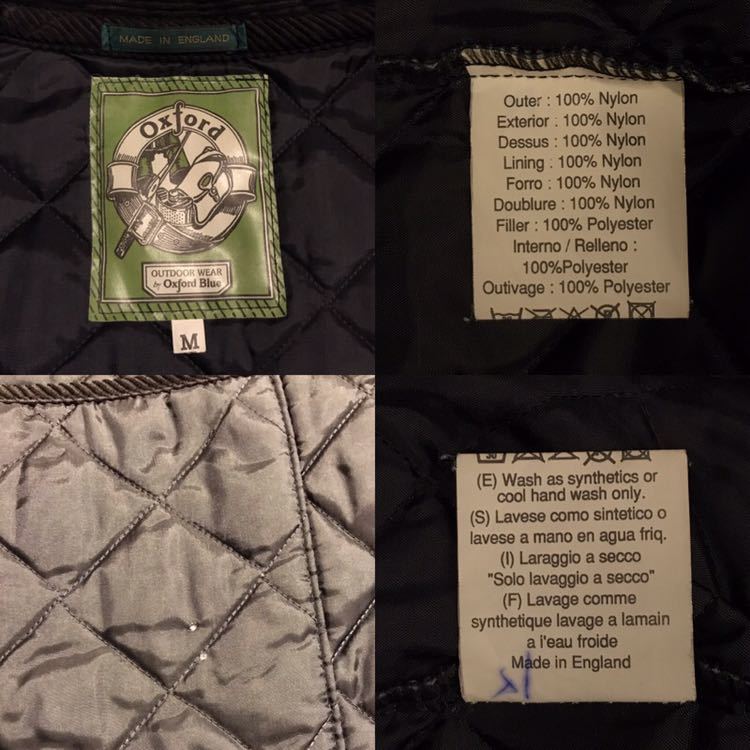 MADE IN ENGLAND
Oxford
OUTDOOR WEAR
by Oxford Blue
M
Outer : 100% Nylon
Exterior : 100% Nylon
Dessus : 100% Nylon
Lining : 100% Nylon
Forro : 100% Nylon
Doublure : 100% Nylon
Filler : 100% Polyester
Interno / Relleno :
100%Polyester
Outivage : 100% Polyester
(E) Wash as synthetics or
cool hand wash only.
(S) Lavese como sintetico o
lavese a mano en agua friq.
(I) Laraggio a secco
"Solo lavaggio a secco"
(F) Lavage comme
synthetique lavage a lamain
a l'eau froide
Made in England